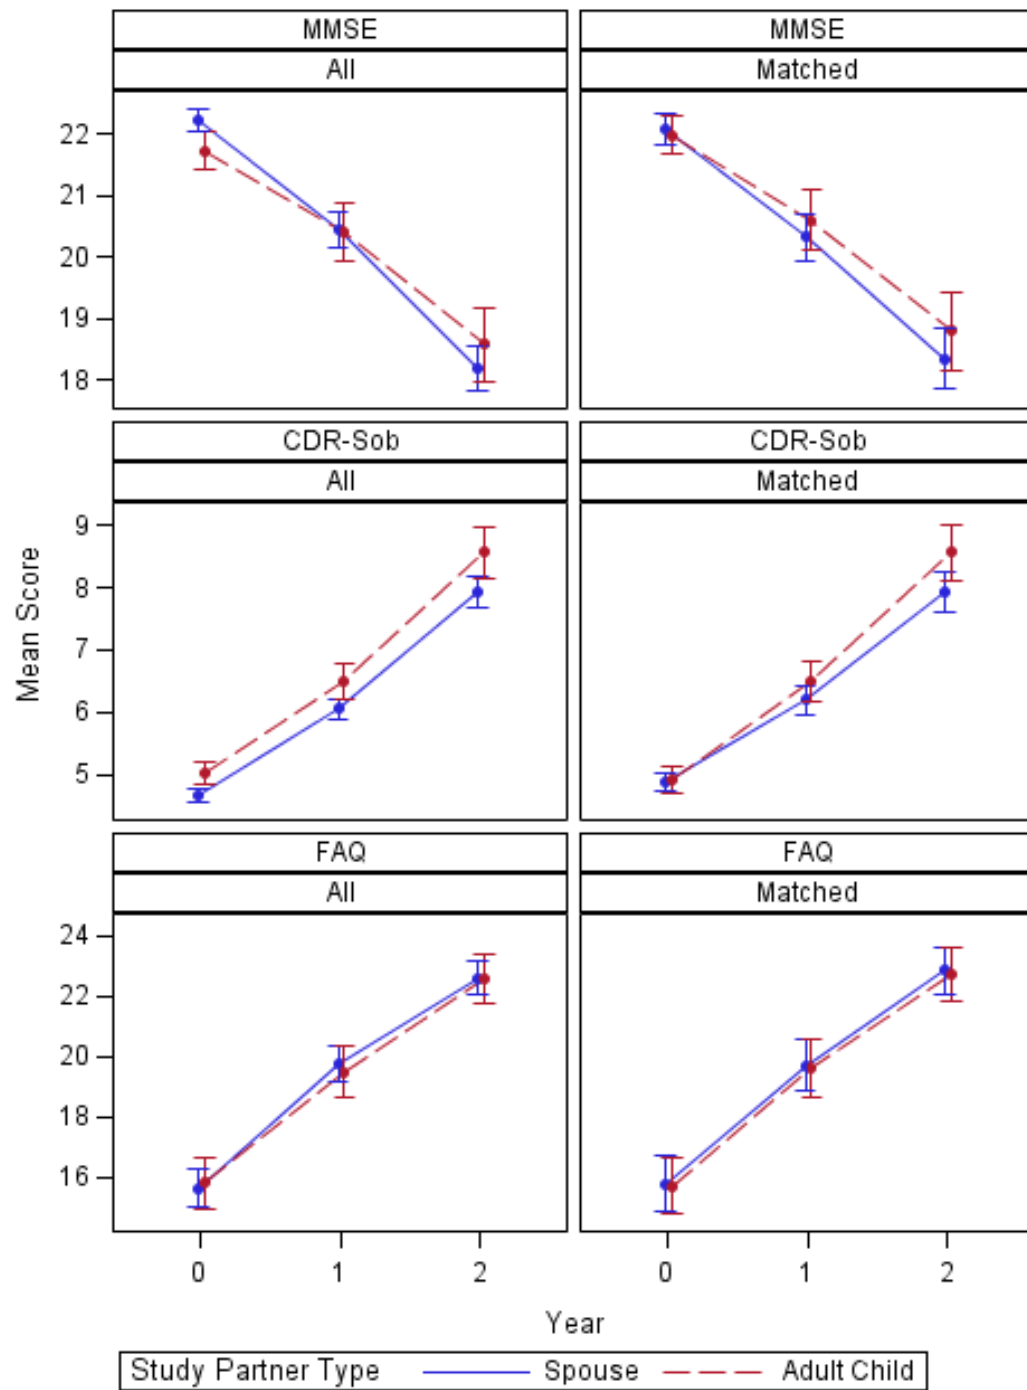 MMSE MMSE
All Matched
22
21
20
19
18
CDR-Sob CDR-Sob
All Matched
9
8
7
6
5
Mean Score
FAQ FAQ
All Matched
24
22
20
18
16
0 1 2 0 1 2
Year
Study Partner Type Spouse Adult Child